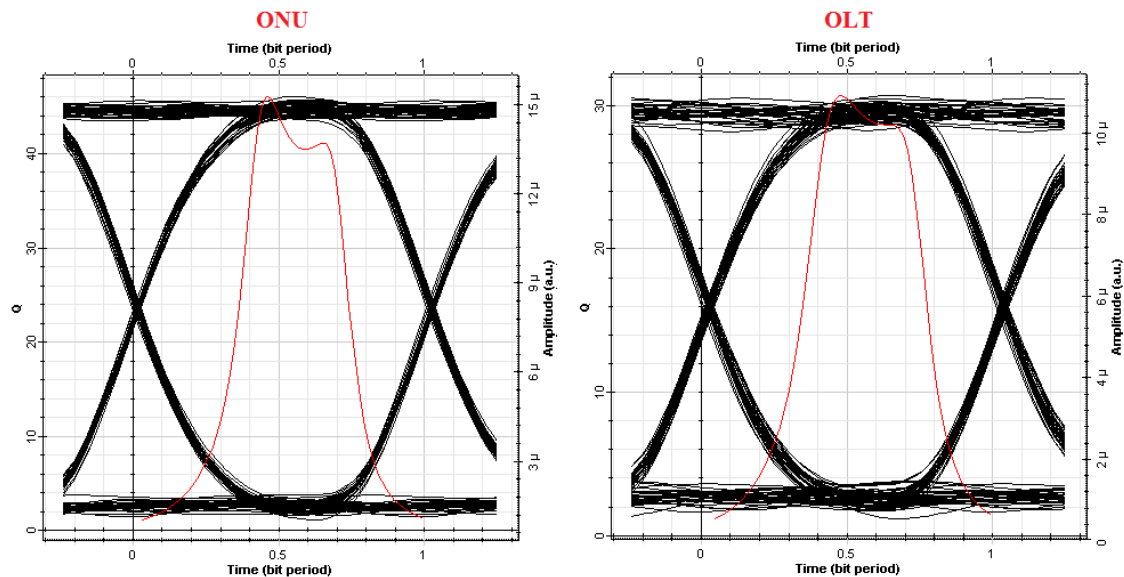 ONU
Time (bit period)
0 0.5 1
Q
0 10 20 30 40
3 µ 6 µ 9 µ 12 µ 15 µ
Amplitude (a.u.)
0 0.5 1
Time (bit period)
OLT
Time (bit period)
0 0.5 1
Q
0 10 20 30
0 2 µ 4 µ 6 µ 8 µ 10 µ
Amplitude (a.u.)
0 0.5 1
Time (bit period)